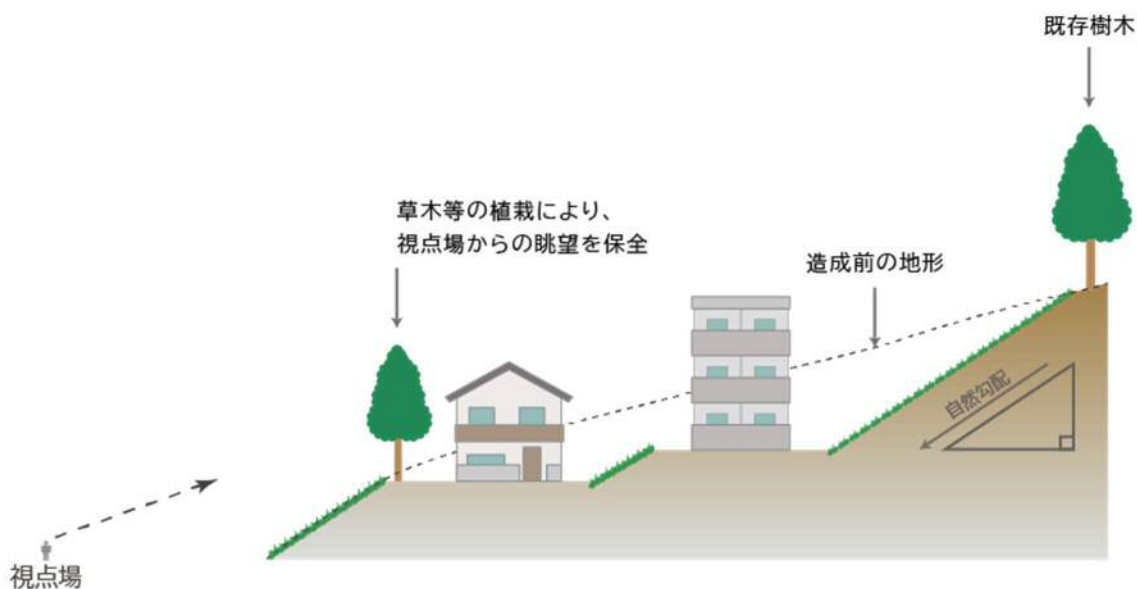 既存樹木
草木等の植栽により、
視点場からの眺望を保全
造成前の地形
自然勾配
視点場